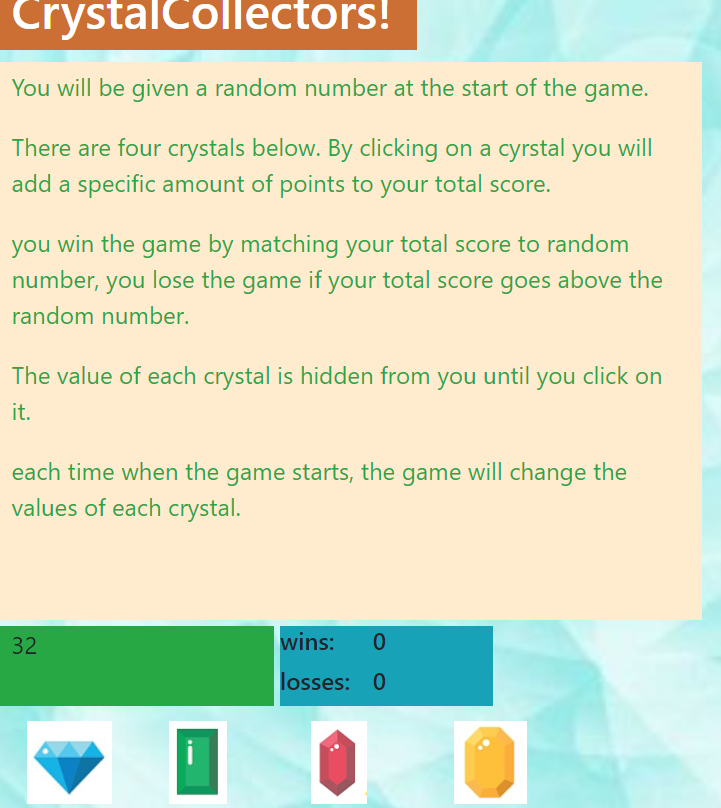 CrystalCollectors!
You will be given a random number at the start of the game.
There are four crystals below. By clicking on a cyrstal you will
add a specific amount of points to your total score.
you win the game by matching your total score to random
number, you lose the game if your total score goes above the
random number.
The value of each crystal is hidden from you until you click on
it.
each time when the game starts, the game will change the
values of each crystal.
32
wins: 0
losses: 0